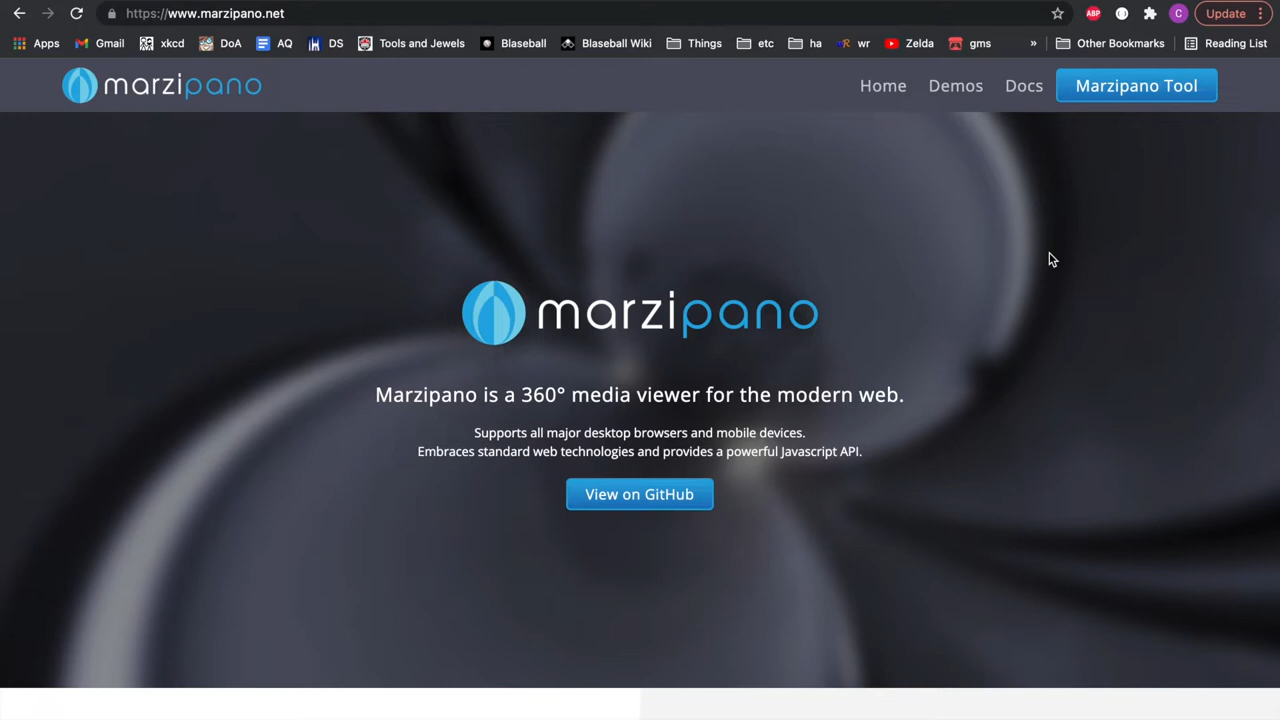 https://www.marzipano.net
ABP
C
Update
Apps
Gmail
xkcd
DoA
AQ
DS
Tools and Jewels
Blaseball
Blaseball Wiki
Things
etc
ha
wr
Zelda
gms
»
Other Bookmarks
Reading List
marzipano
Home
Demos
Docs
Marzipano Tool
marzipano
Marzipano is a 360° media viewer for the modern web.
Supports all major desktop browsers and mobile devices.
Embraces standard web technologies and provides a powerful Javascript API.
View on GitHub